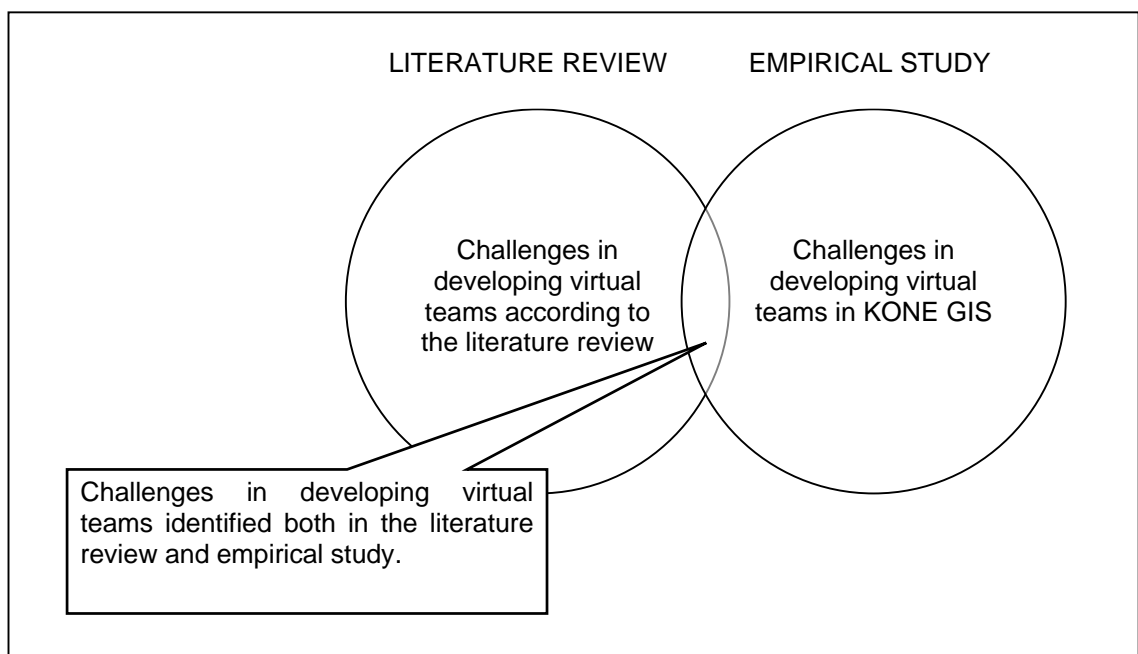 LITERATURE REVIEW
EMPIRICAL STUDY
Challenges in
developing virtual
teams according to
the literature review
Challenges in
developing virtual
teams in KONE GIS
Challenges in developing virtual
teams identified both in the literature
review and empirical study.